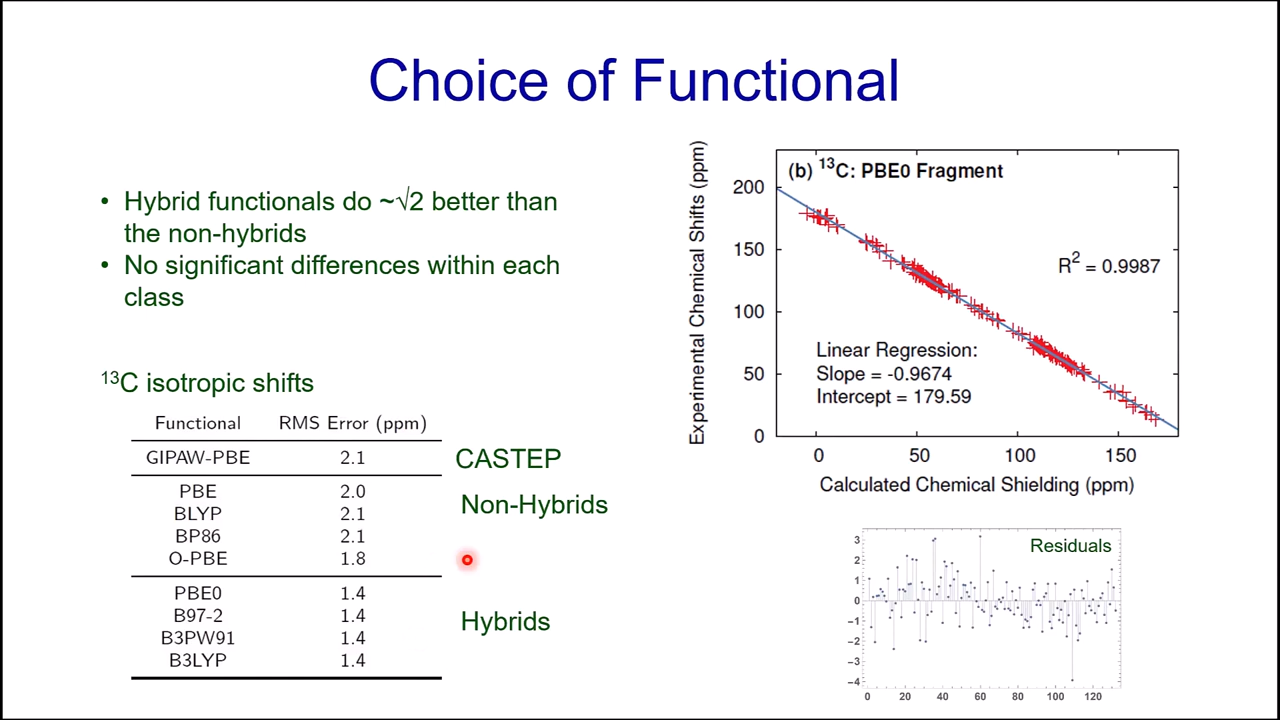 Choice of Functional
• Hybrid functionals do ~√2 better than
the non-hybrids
• No significant differences within each
class
¹³C isotropic shifts
Functional RMS Error (ppm)
GIPAW-PBE 2.1 CASTEP
PBE 2.0
Non-Hybrids
BLYP 2.1
BP86 2.1
O-PBE 1.8
PBE0 1.4
B97-2 1.4
Hybrids
B3PW91 1.4
B3LYP 1.4
Experimental Chemical Shifts (ppm)
(b) ¹³C: PBE0 Fragment
200
150
R² = 0.9987
100
Linear Regression:
50
Slope = -0.9674
Intercept = 179.59
0
0 50 100 150
Calculated Chemical Shielding (ppm)
Residuals
3
2
1
0
-1
-2
-3
-4
0 20 40 60 80 100 120